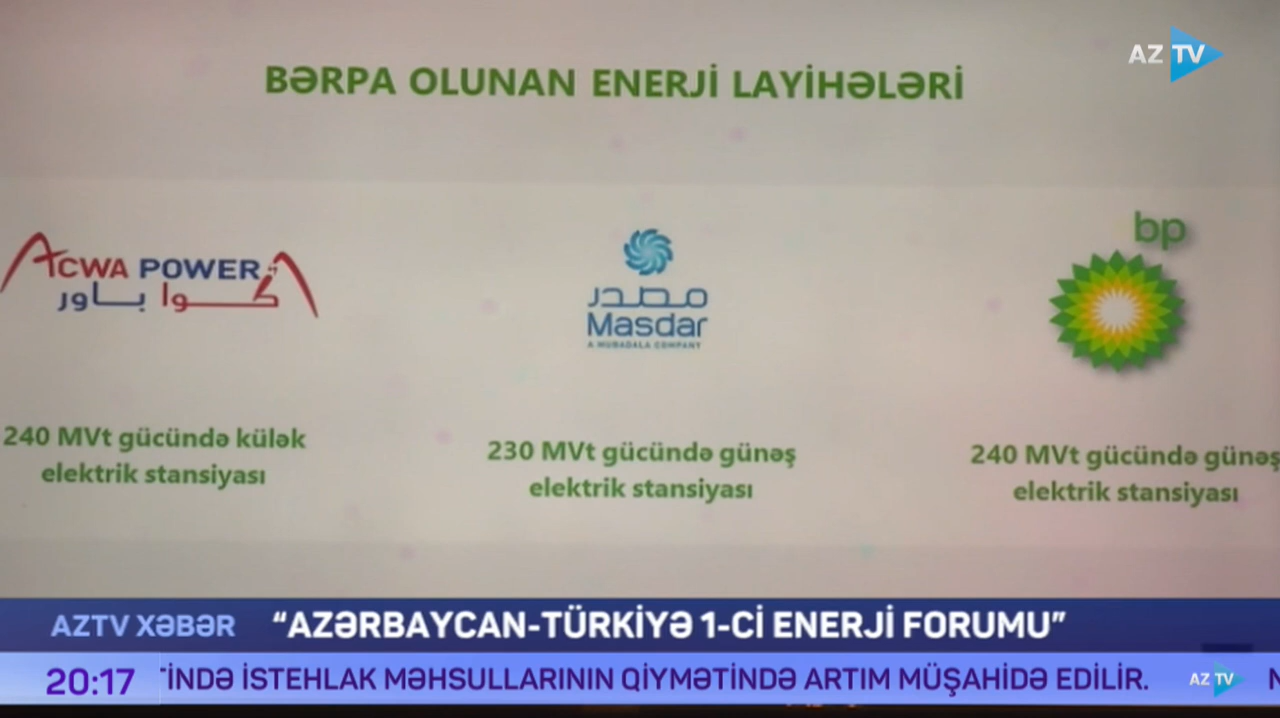 AZ TV
BƏRPA OLUNAN ENERJİ LAYİHƏLƏRİ
ACWA POWER
أكوا باور
مصدر
Masdar
A MUBADALA COMPANY
bp
240 MVt gücündə külək
elektrik stansiyası
230 MVt gücündə günəş
elektrik stansiyası
240 MVt gücündə günəş
elektrik stansiyası
AZTV XƏBƏR
“AZƏRBAYCAN-TÜRKİYƏ 1-Cİ ENERJİ FORUMU”
20:17
TİNDƏ İSTEHLAK MƏHSULLARININ QİYMƏTİNDƏ ARTIM MÜŞAHİDƏ EDİLİR.
AZ TV